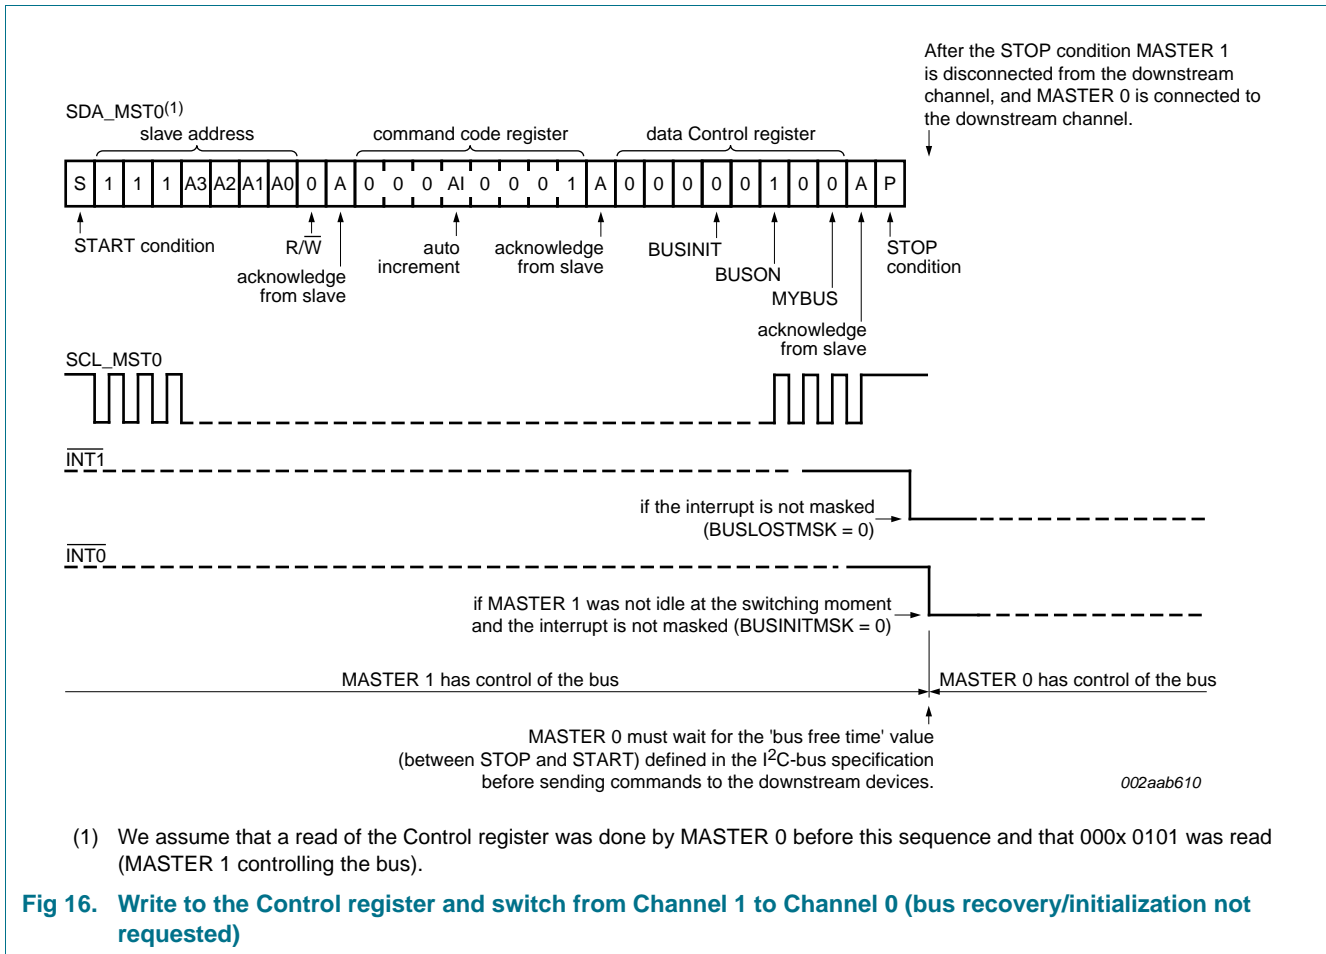 After the STOP condition MASTER 1
is disconnected from the downstream
channel, and MASTER 0 is connected to
the downstream channel.
SDA_MST0(1)
slave address command code register data Control register
S 1 1 1 A3 A2 A1 A0 0 A 0 0 0 AI 0 0 0 1 A 0 0 0 0 0 1 0 0 A P
START condition R/W auto increment acknowledge from slave BUSINIT STOP condition
acknowledge
from slave
BUSON
MYBUS
acknowledge
from slave
SCL_MST0
INT1
if the interrupt is not masked
(BUSLOSTMSK = 0)
INT0
if MASTER 1 was not idle at the switching moment
and the interrupt is not masked (BUSINITMSK = 0)
MASTER 1 has control of the bus MASTER 0 has control of the bus
MASTER 0 must wait for the 'bus free time' value
(between STOP and START) defined in the I2C-bus specification
before sending commands to the downstream devices.
002aab610
(1) We assume that a read of the Control register was done by MASTER 0 before this sequence and that 000x 0101 was read
(MASTER 1 controlling the bus).
Fig 16. Write to the Control register and switch from Channel 1 to Channel 0 (bus recovery/initialization not
requested)